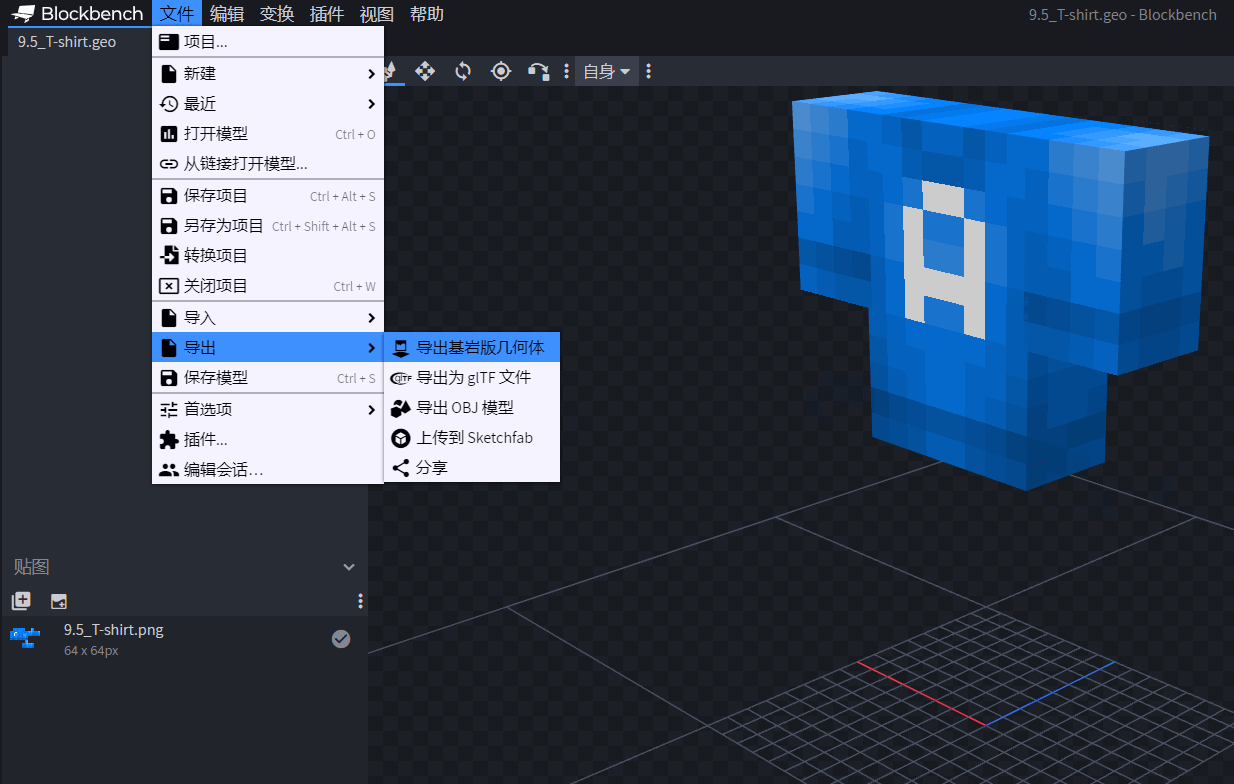 Blockbench 文件 编辑 变换 插件 视图 帮助 9.5_T-shirt.geo - Blockbench
9.5_T-shirt.geo
项目...
自身
新建
最近
打开模型 Ctrl + O
从链接打开模型...
保存项目 Ctrl + Alt + S
另存为项目 Ctrl + Shift + Alt + S
转换项目
关闭项目 Ctrl + W
导入
导出
保存模型 Ctrl + S
首选项
插件...
编辑会话...
导出基岩版几何体
glTF 导出为 glTF 文件
导出 OBJ 模型
上传到 Sketchfab
分享
A
贴图
9.5_T-shirt.png
64 x 64px